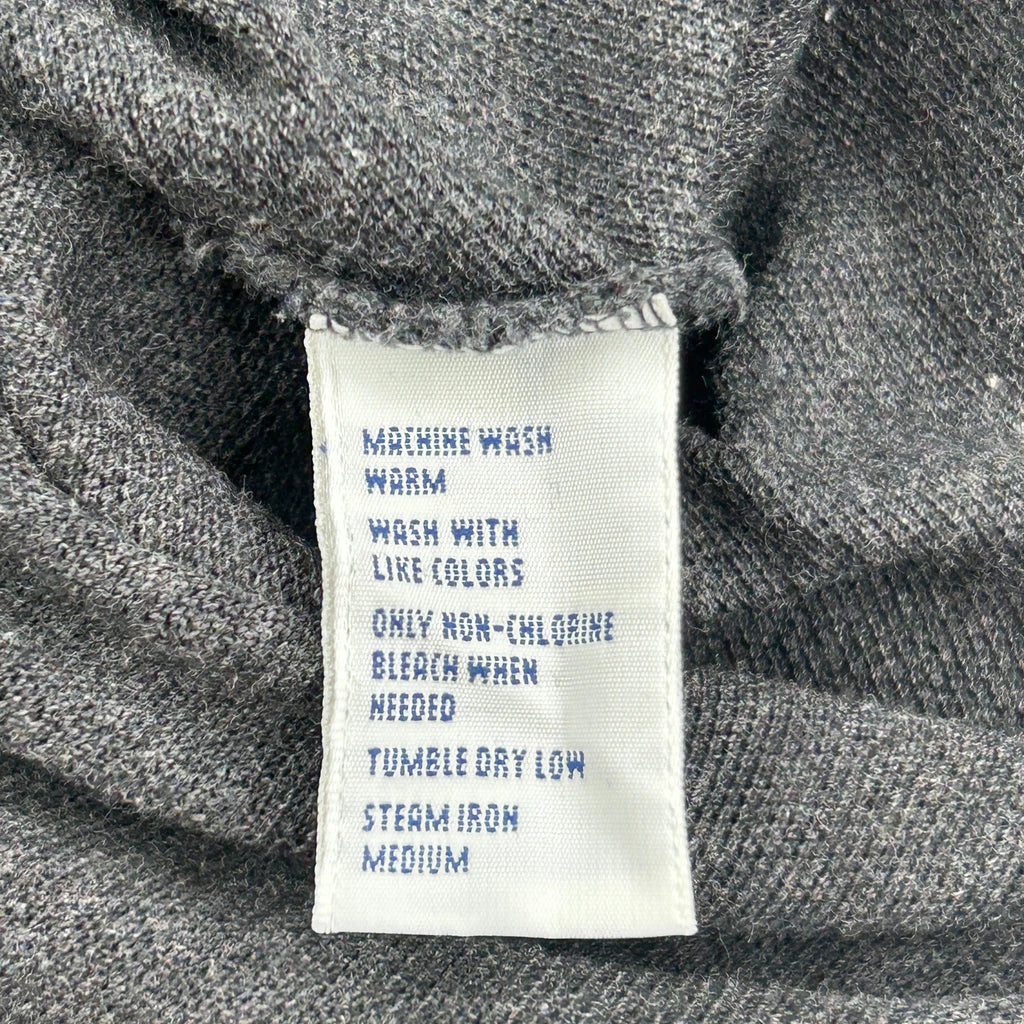 MACHINE WASH
WARM
WASH WITH
LIKE COLORS
ONLY NON-CHLORINE
BLEACH WHEN
NEEDED
TUMBLE DRY LOW
STEAM IRON
MEDIUM